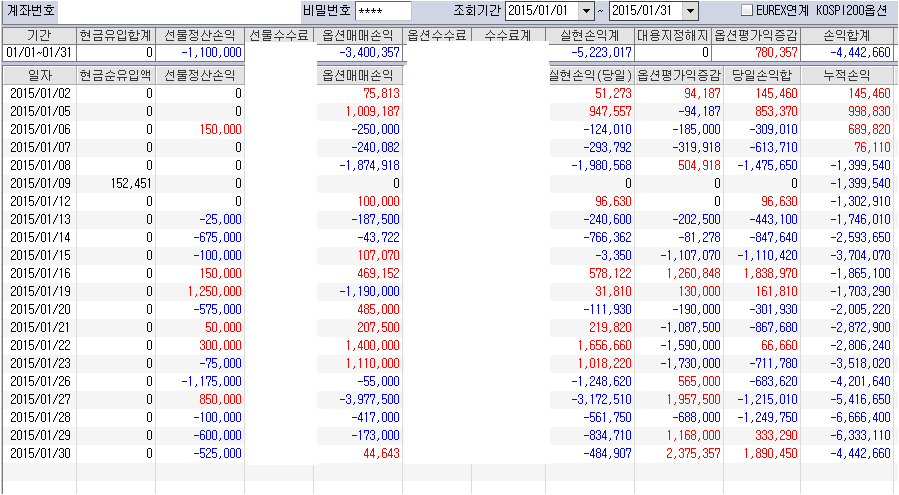 계좌번호 비밀번호 **** 조회기간 2015/01/01 ~ 2015/01/31 EUREX연계 KOSPI200옵션
기간 현금유입합계 선물정산손익 선물수수료 옵션매매손익 옵션수수료 수수료계 실현손익계 대용지정해지 옵션평가익증감 손익합계
01/01~01/31 0 -1,100,000 -3,400,357 -5,223,017 0 780,357 -4,442,660
일자 현금순유입액 선물정산손익 옵션매매손익 실현손익(당일) 옵션평가익증감 당일손익합 누적손익
2015/01/02 0 0 75,813 51,273 94,187 145,460 145,460
2015/01/05 0 0 1,009,187 947,557 -94,187 853,370 998,830
2015/01/06 0 150,000 -250,000 -124,010 -185,000 -309,010 689,820
2015/01/07 0 0 -240,082 -293,792 -319,918 -613,710 76,110
2015/01/08 0 0 -1,874,918 -1,980,568 504,918 -1,475,650 -1,399,540
2015/01/09 152,451 0 0 0 0 0 -1,399,540
2015/01/12 0 0 100,000 96,630 0 96,630 -1,302,910
2015/01/13 0 -25,000 -187,500 -240,600 -202,500 -443,100 -1,746,010
2015/01/14 0 -675,000 -43,722 -766,362 -81,278 -847,640 -2,593,650
2015/01/15 0 -100,000 107,070 -3,350 -1,107,070 -1,110,420 -3,704,070
2015/01/16 0 150,000 469,152 578,122 1,260,848 1,838,970 -1,865,100
2015/01/19 0 1,250,000 -1,190,000 31,810 130,000 161,810 -1,703,290
2015/01/20 0 -575,000 485,000 -111,930 -190,000 -301,930 -2,005,220
2015/01/21 0 50,000 207,500 219,820 -1,087,500 -867,680 -2,872,900
2015/01/22 0 300,000 1,400,000 1,656,660 -1,590,000 66,660 -2,806,240
2015/01/23 0 -75,000 1,110,000 1,018,220 -1,730,000 -711,780 -3,518,020
2015/01/26 0 -1,175,000 -55,000 -1,248,620 565,000 -683,620 -4,201,640
2015/01/27 0 850,000 -3,977,500 -3,172,510 1,957,500 -1,215,010 -5,416,650
2015/01/28 0 -100,000 -417,000 -561,750 -688,000 -1,249,750 -6,666,400
2015/01/29 0 -600,000 -173,000 -834,710 1,168,000 333,290 -6,333,110
2015/01/30 0 -525,000 44,643 -484,907 2,375,357 1,890,450 -4,442,660